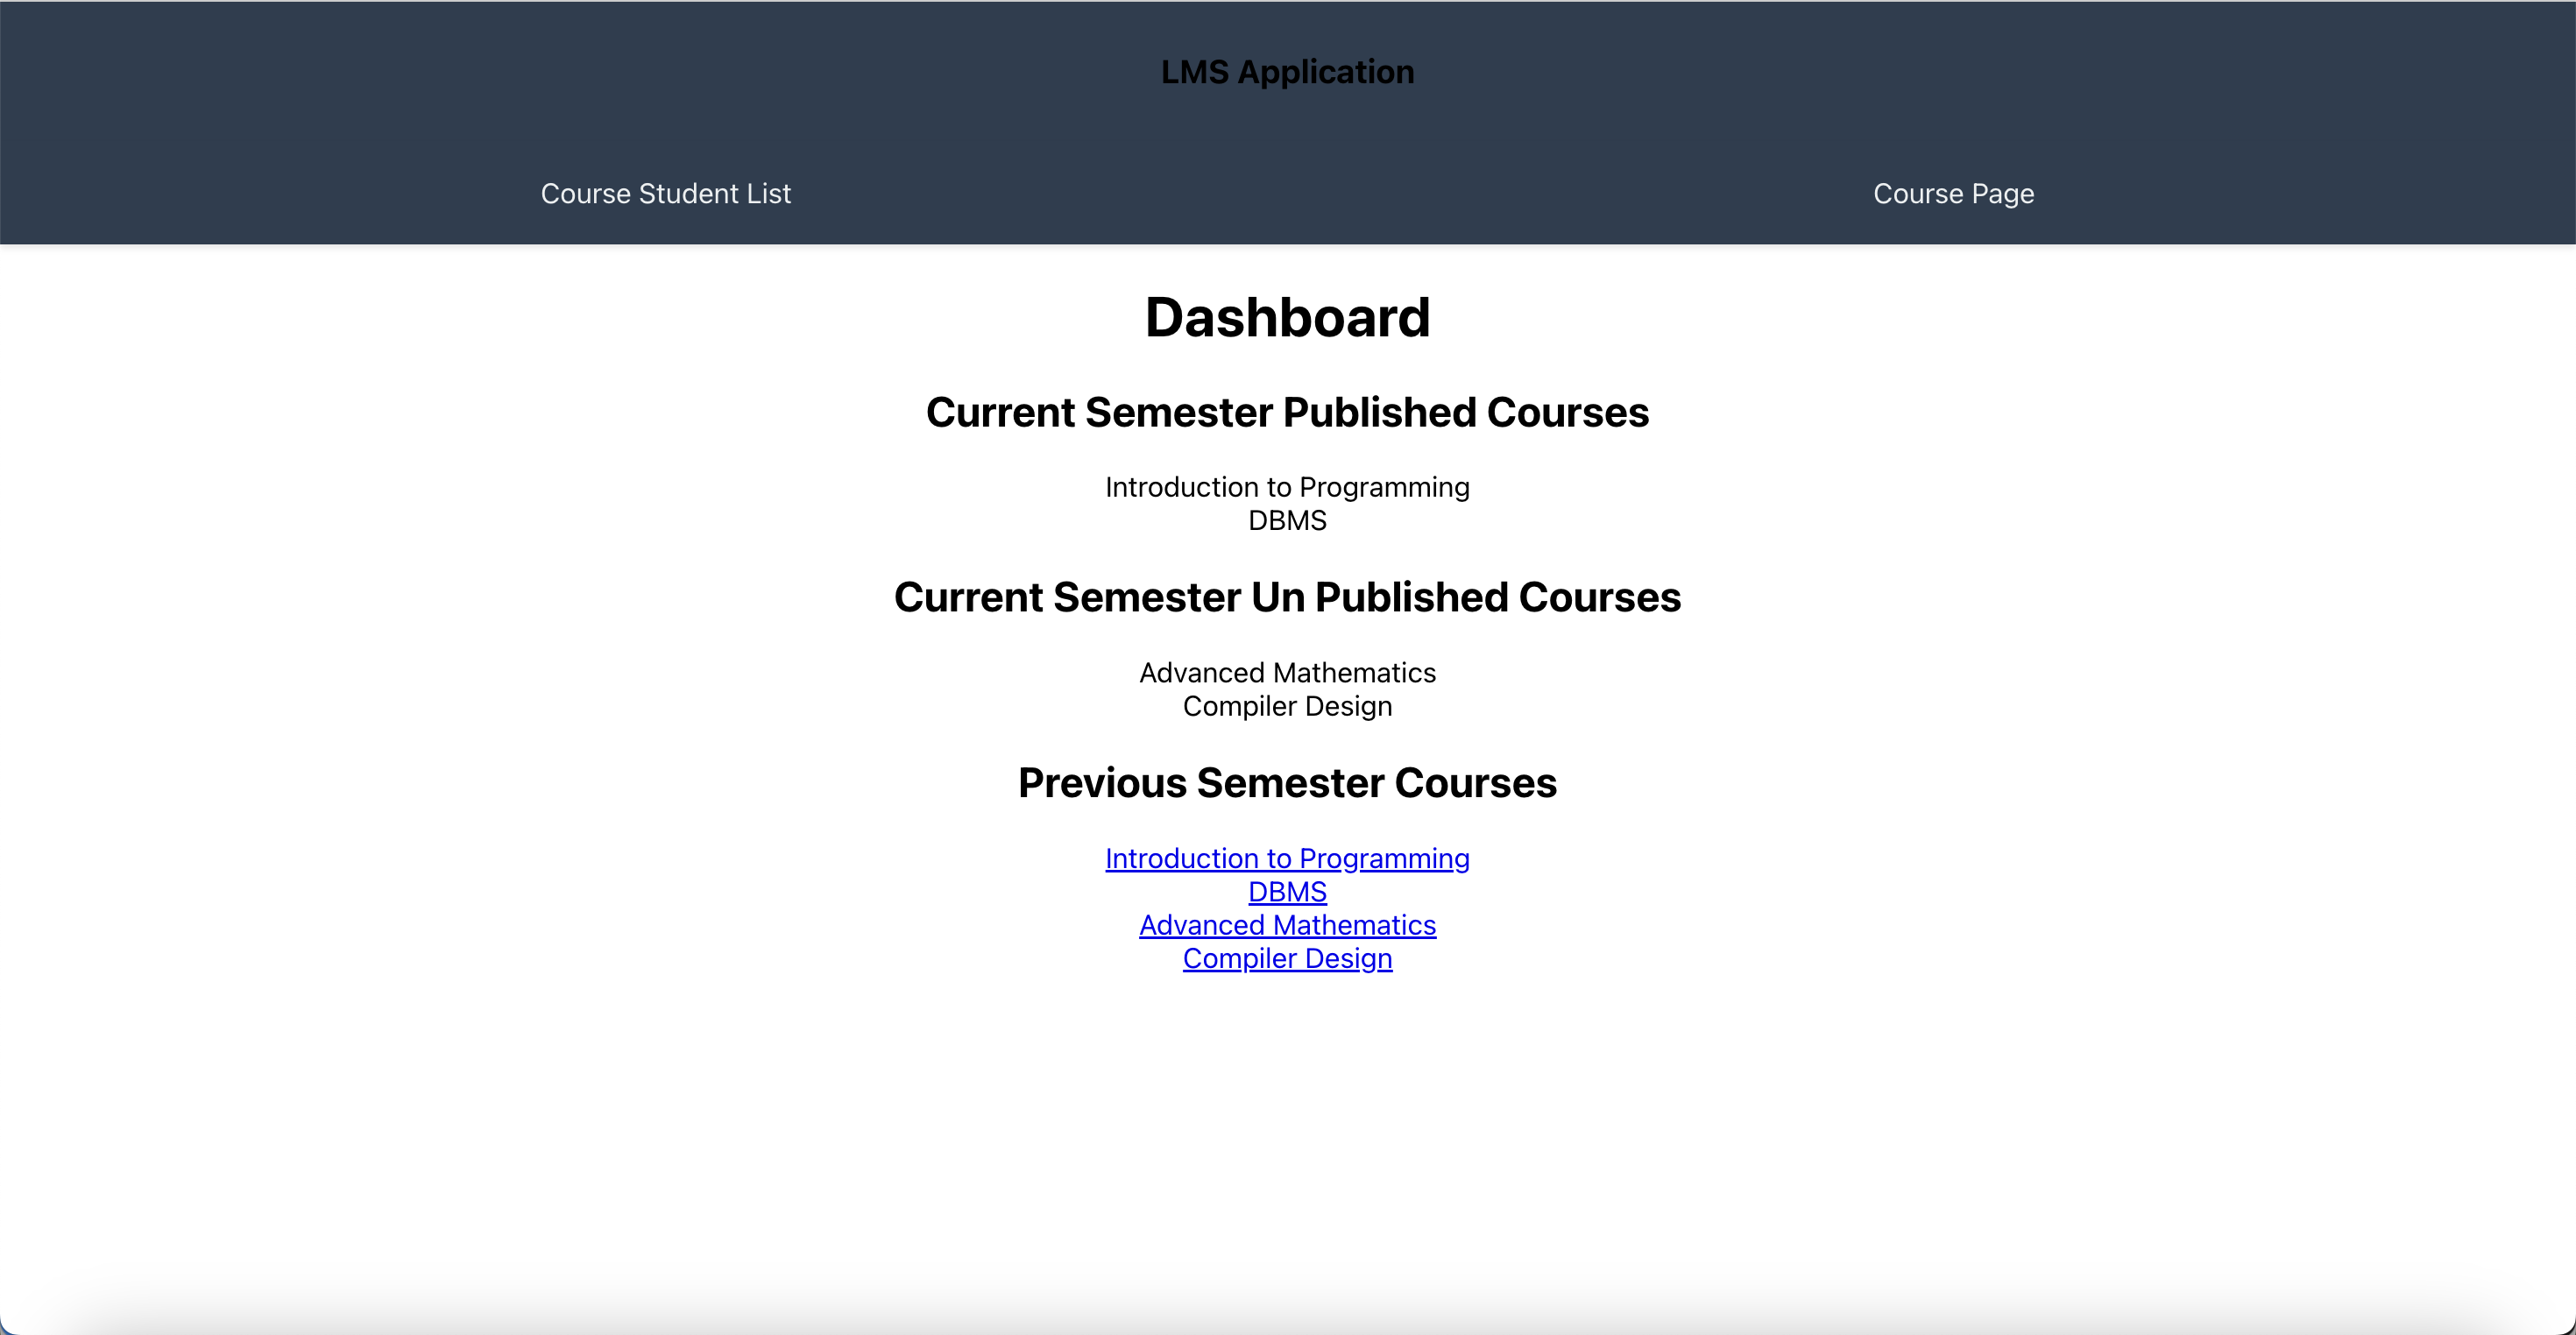 LMS Application
Course Student List
Course Page
Dashboard
Current Semester Published Courses
Introduction to Programming
DBMS
Current Semester Un Published Courses
Advanced Mathematics
Compiler Design
Previous Semester Courses
Introduction to Programming
DBMS
Advanced Mathematics
Compiler Design